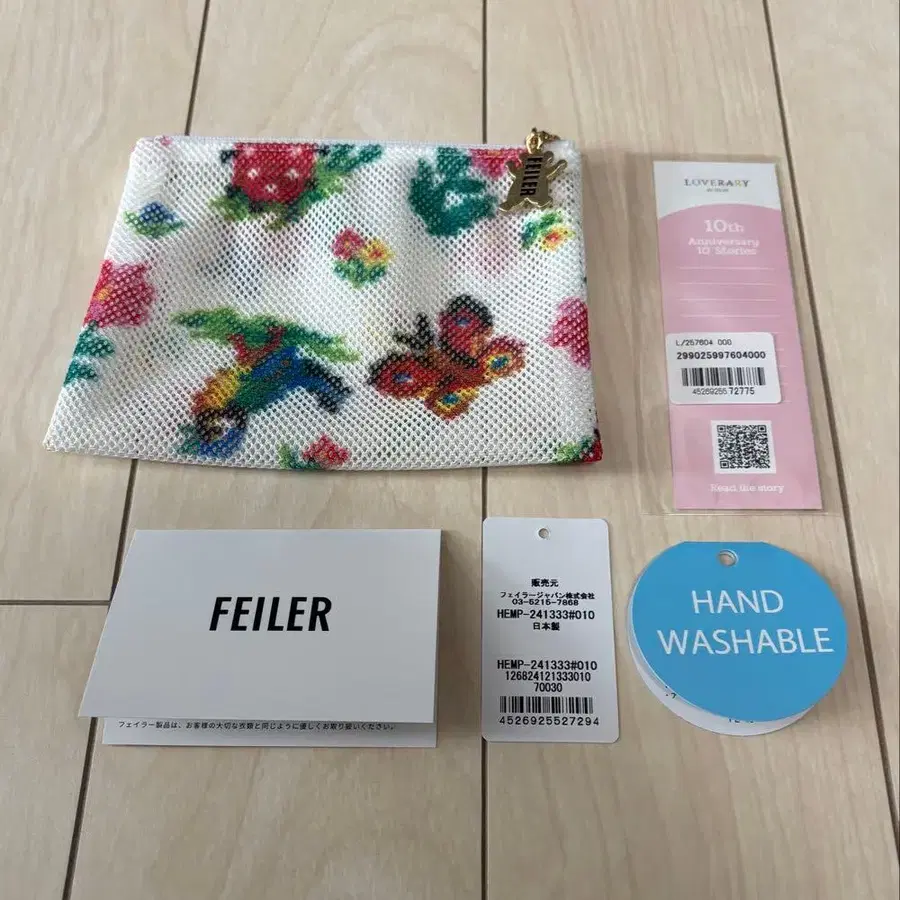 FEILER
LOVERARY
BY FEILER
10th
Anniversary
10 Stories
L/257604 000
299025997604000
4526925572775
Read the story
FEILER
フェイラー製品は、お客様の大切な衣類と同じように優しくお取り扱いください。
販売元
フェイラージャパン株式会社
03-5215-7868
HEMP-241333#010
日本製
HEMP-241333#010
126824121333010
70030
4526925527294
HAND
WASHABLE